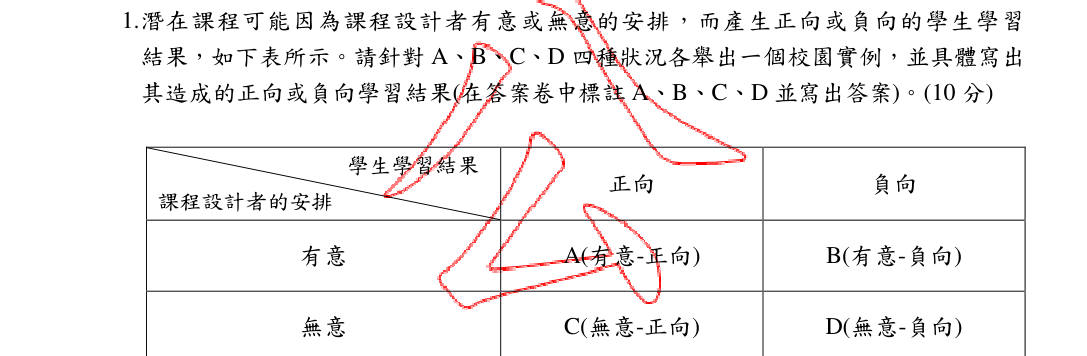 1.潛在課程可能因為課程設計者有意或無意的安排，而產生正向或負向的學生學習
結果，如下表所示。請針對 A、B、C、D 四種狀況各舉出一個校園實例，並具體寫出
其造成的正向或負向學習結果(在答案卷中標註 A、B、C、D 並寫出答案)。(10 分)
學生學習結果
課程設計者的安排
正向
負向
有意
A(有意-正向)
B(有意-負向)
無意
C(無意-正向)
D(無意-負向)
公